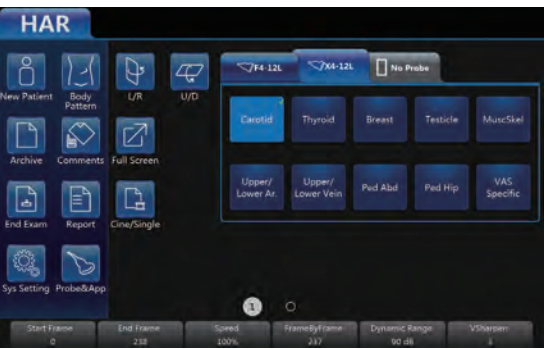 HAR
New Patient
Body
Pattern
L/R
U/D
Archive
Comments
Full Screen
End Exam
Report
Cine/Single
Sys Setting
Probe&App
F4-12L
X4-12L
No Probe
Carotid
Thyroid
Breast
Testicle
MuscSkel
Upper/
Lower Ar.
Upper/
Lower Vein
Ped Abd
Ped Hip
VAS
Specific
1
Start Frame
0
End Frame
238
Speed
100%
FrameByFrame
237
Dynamic Range
90 dB
VSharpen
3